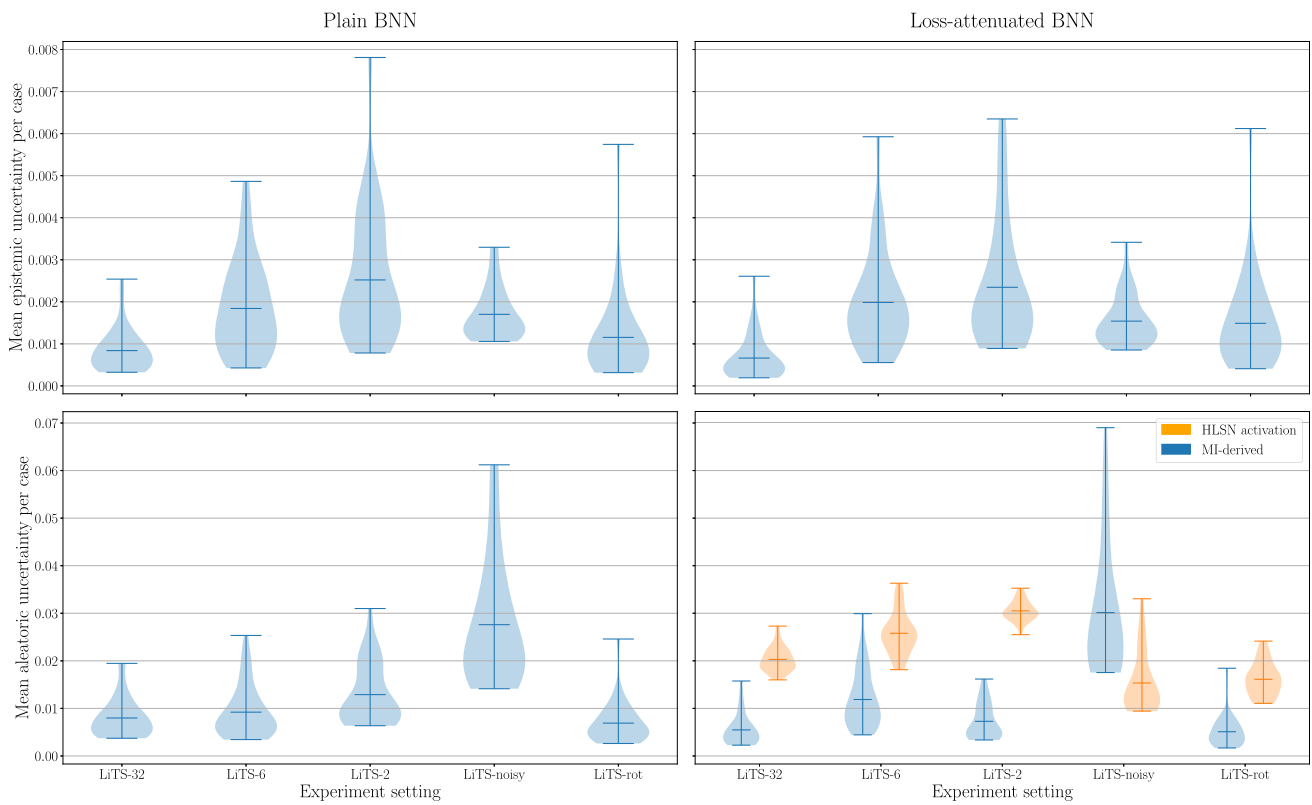 Plain BNN
Loss-attenuated BNN
Mean epistemic uncertainty per case
0.008
0.007
0.006
0.005
0.004
0.003
0.002
0.001
0.000
Mean aleatoric uncertainty per case
0.07
0.06
0.05
0.04
0.03
0.02
0.01
0.00
HLSN activation
MI-derived
LiTS-32 LiTS-6 LiTS-2 LiTS-noisy LiTS-rot
Experiment setting
LiTS-32 LiTS-6 LiTS-2 LiTS-noisy LiTS-rot
Experiment setting